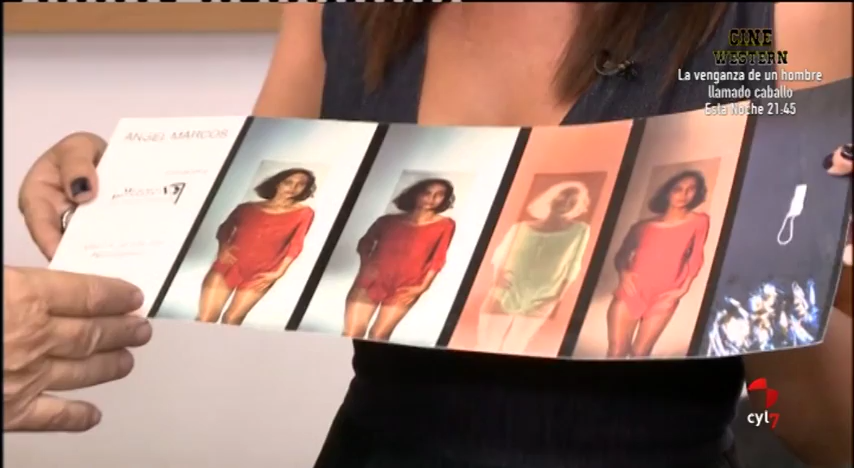 CINE
WESTERN
La venganza de un hombre
llamado caballo
Esta Noche 21:45
ANGEL MARCOS
cyl7